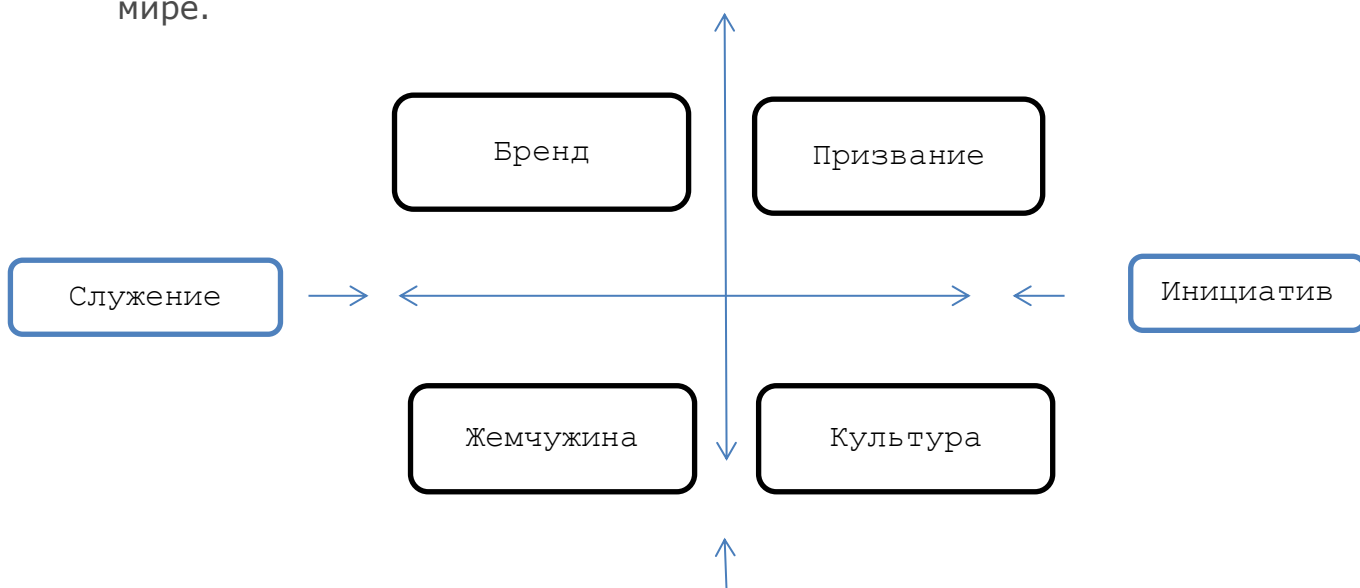 мире.
Бренд
Призвание
Служение
Инициатив
Жемчужина
Культура